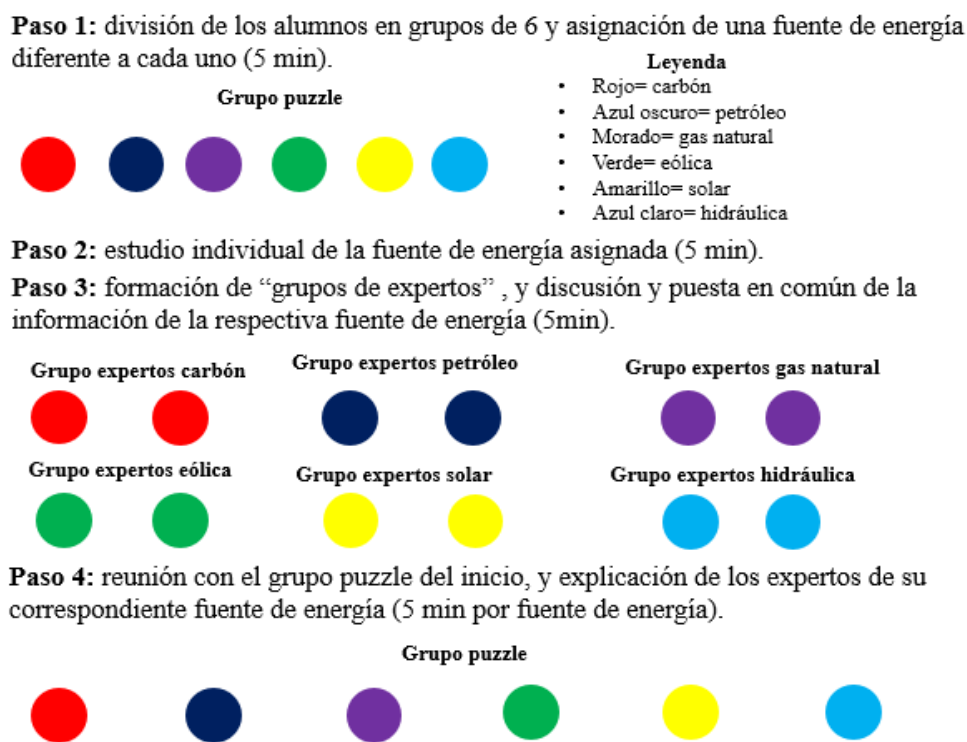 Paso 1: división de los alumnos en grupos de 6 y asignación de una fuente de energía
diferente a cada uno (5 min).
Leyenda
Grupo puzzle
• Rojo= carbón
• Azul oscuro= petróleo
• Morado= gas natural
• Verde= eólica
• Amarillo= solar
• Azul claro= hidráulica
Paso 2: estudio individual de la fuente de energía asignada (5 min).
Paso 3: formación de “grupos de expertos” , y discusión y puesta en común de la
información de la respectiva fuente de energía (5min).
Grupo expertos carbón
Grupo expertos petróleo
Grupo expertos gas natural
Grupo expertos eólica
Grupo expertos solar
Grupo expertos hidráulica
Paso 4: reunión con el grupo puzzle del inicio, y explicación de los expertos de su
correspondiente fuente de energía (5 min por fuente de energía).
Grupo puzzle